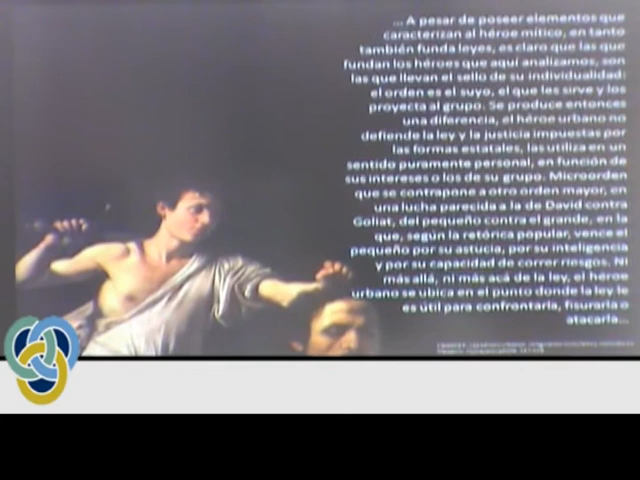 ... A pesar de poseer elementos que
caracterizan al héroe mítico, en tanto
también funda leyes, es claro que las que
fundan los héroes que aquí analizamos, son
las que llevan el sello de su individualidad:
el orden es el suyo, el que les sirve y los
proyecta al grupo. Se produce entonces
una diferencia, el héroe urbano no
defiende la ley y la justicia impuestas por
las formas estatales, las utiliza en un
sentido puramente personal, en función de
sus intereses o los de su grupo. Microorden
que se contrapone a otro orden mayor, en
una lucha parecida a la de David contra
Goliat, del pequeño contra el grande, en la
que, según la retórica popular, vence el
pequeño por su astucia, por su inteligencia
y por su capacidad de correr riesgos. Ni
más allá, ni más acá de la ley, el héroe
urbano se ubica en el punto donde la ley le
es útil para confrontarla, fisurarla o
atacarla...